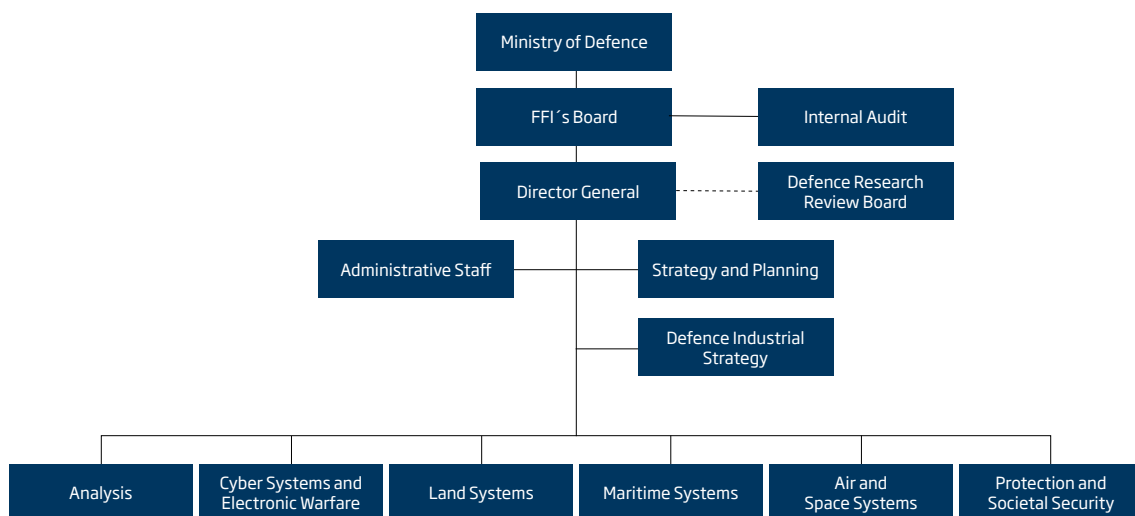 Ministry of Defence
FFI´s Board
Internal Audit
Director General
Defence Research
Review Board
Administrative Staff
Strategy and Planning
Defence Industrial
Strategy
Analysis
Cyber Systems and
Electronic Warfare
Land Systems
Maritime Systems
Air and
Space Systems
Protection and
Societal Security